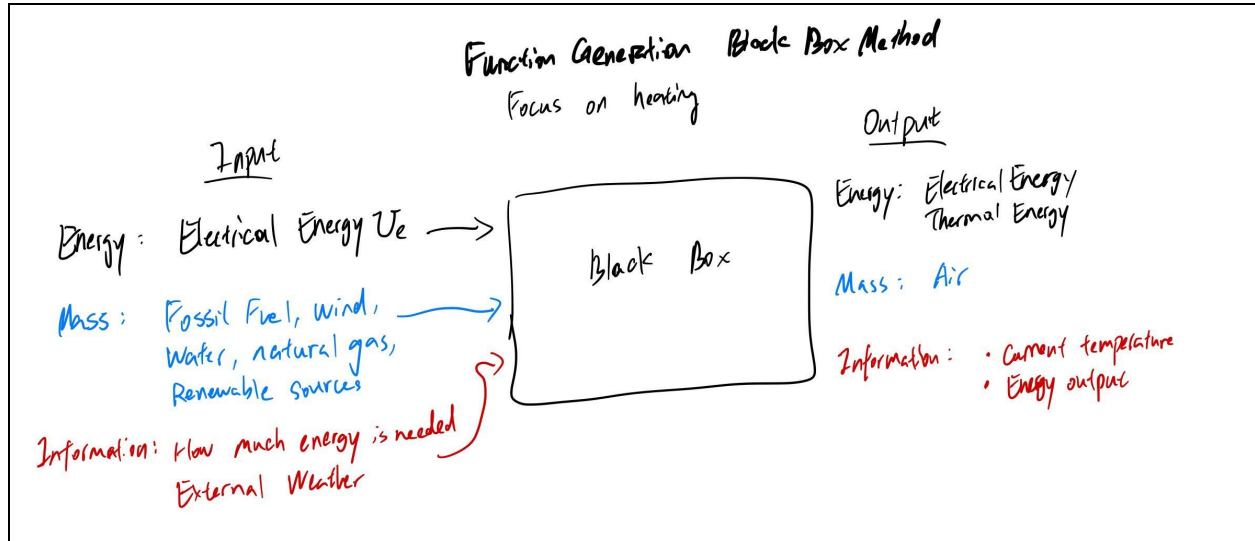 Function Generation Black Box Method
Focus on heating
Input
Output
Energy: Electrical Energy Ue
Mass: Fossil Fuel, wind,
Water, natural gas,
Renewable sources
Information: How much energy is needed
External Weather
Black Box
Energy: Electrical Energy
Thermal Energy
Mass: Air
Information: • Current temperature
• Energy output